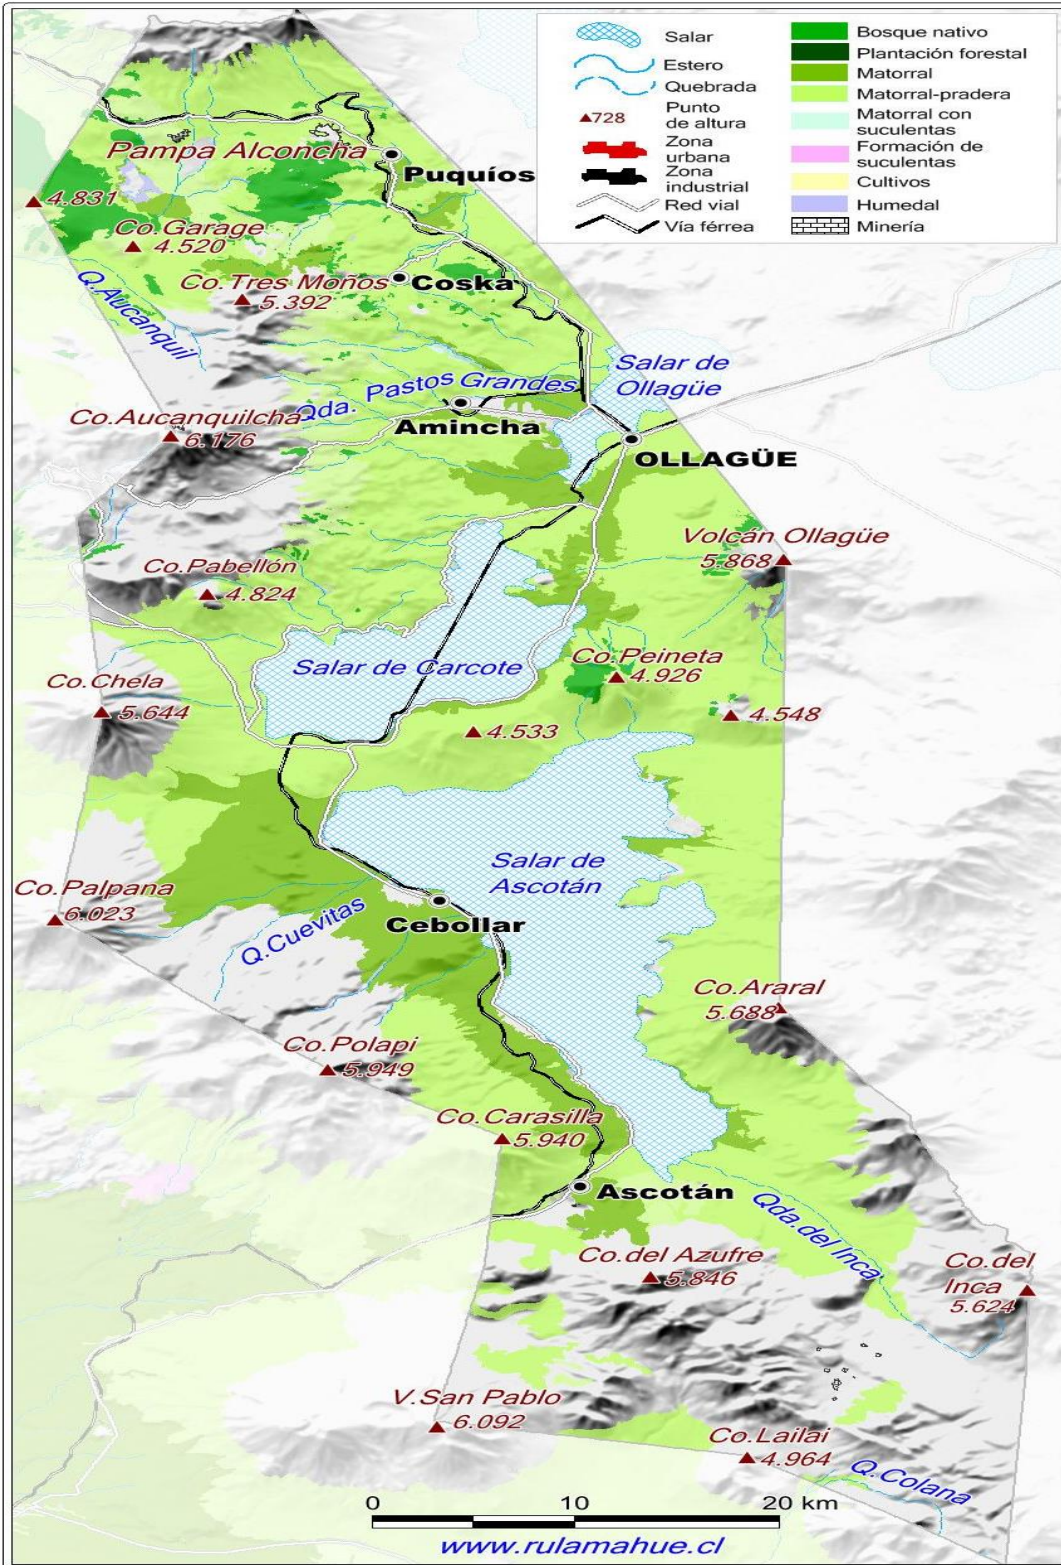 Salar
Estero
Quebrada
▲728 Punto
de altura
Zona
urbana
Zona
industrial
Red vial
Vía férrea
Bosque nativo
Plantación forestal
Matorral
Matorral-pradera
Matorral con
suculentas
Formación de
suculentas
Cultivos
Humedal
Minería
Pampa Alconcha
Puquíos
4.831
Co.Garage
4.520
Co.Tres Moños
5.392
Coska
Q.Aucanquil
Salar de
Ollagüe
Qda. Pastos Grandes
Amincha
Co.Aucanquilcha
6.176
OLLAGÜE
Volcán Ollagüe
5.868
Co.Pabellón
4.824
Salar de Carcote
Co.Peineta
4.926
Co.Chela
5.644
4.548
4.533
Salar de
Ascotán
Co.Palpana
6.023
Q.Cuevitas
Cebollar
Co.Araral
5.688
Co.Polapi
5.949
Co.Carasilla
5.940
Ascotán
Qda.del Inca
Co.del Azufre
5.846
Co.del
Inca
5.624
V.San Pablo
6.092
Co.Lailai
4.964
Q.Colana
0 10 20 km
www.rulamahue.cl